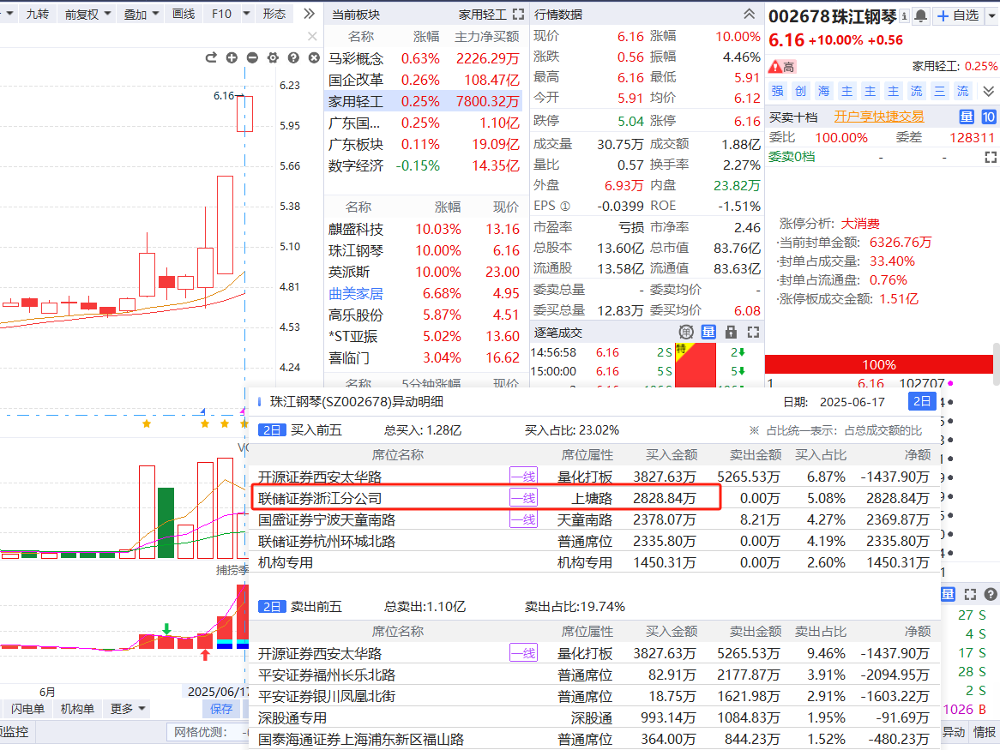 九转 前复权 叠加 画线 F10 形态
6.16
6.23
5.95
5.66
5.38
5.10
4.81
4.53
4.24
捕捞季
6月 2025/06/17
闪电单 机构单 更多 保存
监控 网格优测:
当前板块 家用轻工
名称 涨幅 主力净买额
马彩概念 0.63% 2226.29万
国企改革 0.26% 108.47亿
家用轻工 0.25% 7800.32万
广东国... 0.25% 1.10亿
广东板块 0.11% 19.09亿
数字经济 -0.15% 14.35亿
名称 涨幅 现价
麒盛科技 10.03% 13.16
珠江钢琴 10.00% 6.16
英派斯 10.00% 23.00
曲美家居 6.68% 4.95
高乐股份 5.87% 4.51
*ST亚振 5.02% 13.60
喜临门 3.04% 16.62
名称 5分钟涨幅 现价
行情数据
现价 6.16 涨幅 10.00%
涨跌 0.56 振幅 4.46%
最高 6.16 最低 5.91
今开 5.91 均价 6.12
跌停 5.04 涨停 6.16
成交量 30.75万 成交额 1.88亿
量比 0.57 换手率 2.27%
外盘 6.93万 内盘 23.82万
EPS ① -0.0399 ROE -1.51%
市盈率 亏损 市净率 2.46
总股本 13.60亿 总市值 83.76亿
流通股 13.58亿 流通值 83.63亿
委卖总量 - 委卖均价 -
委买总量 12.83万 委买均价 6.08
逐笔成交 单 量
14:56:58 6.16 2 S 特 2
15:00:00 6.16 5 S 5
002678 珠江钢琴 自选
6.16 +10.00% +0.56
高 家用轻工: 0.25%
强 创 海 主 主 主 流 三 流
买卖十档 开户享快捷交易 量 10
委比 100.00% 委差 128311
委卖0档 - -
涨停分析: 大消费
·当前封单金额: 6326.76万
·封单占成交量: 33.40%
·封单占流通盘: 0.76%
·涨停板成交金额: 1.51亿
100%
1 6.16 102707
珠江钢琴(SZ002678)异动明细 日期: 2025-06-17 2日
2日 买入前五 总买入: 1.28亿 买入占比: 23.02% ※ 占比统一表示: 占总成交额的比
席位名称 席位属性 买入金额 卖出金额 买入占比 净额
开源证券西安太华路 一线 量化打板 3827.63万 5265.53万 6.87% -1437.90万
联储证券浙江分公司 一线 上塘路 2828.84万 0.00万 5.08% 2828.84万
国盛证券宁波天童南路 一线 天童南路 2378.07万 8.21万 4.27% 2369.87万
联储证券杭州环城北路 普通席位 2335.80万 0.00万 4.19% 2335.80万
机构专用 机构专用 1450.31万 0.00万 2.60% 1450.31万
2日 卖出前五 总卖出:1.10亿 卖出占比:19.74%
席位名称 席位属性 买入金额 卖出金额 卖出占比 净额
开源证券西安太华路 一线 量化打板 3827.63万 5265.53万 9.46% -1437.90万
平安证券福州长乐北路 普通席位 82.91万 2177.87万 3.91% -2094.95万
平安证券银川凤凰北街 普通席位 18.75万 1621.98万 2.91% -1603.22万
深股通专用 深股通 993.14万 1084.83万 1.95% -91.69万
国泰海通证券上海浦东新区福山路 普通席位 364.00万 844.23万 1.52% -480.23万
量
27 S
4 S
17 S
28 S
2 S
1026 B
异动 情报